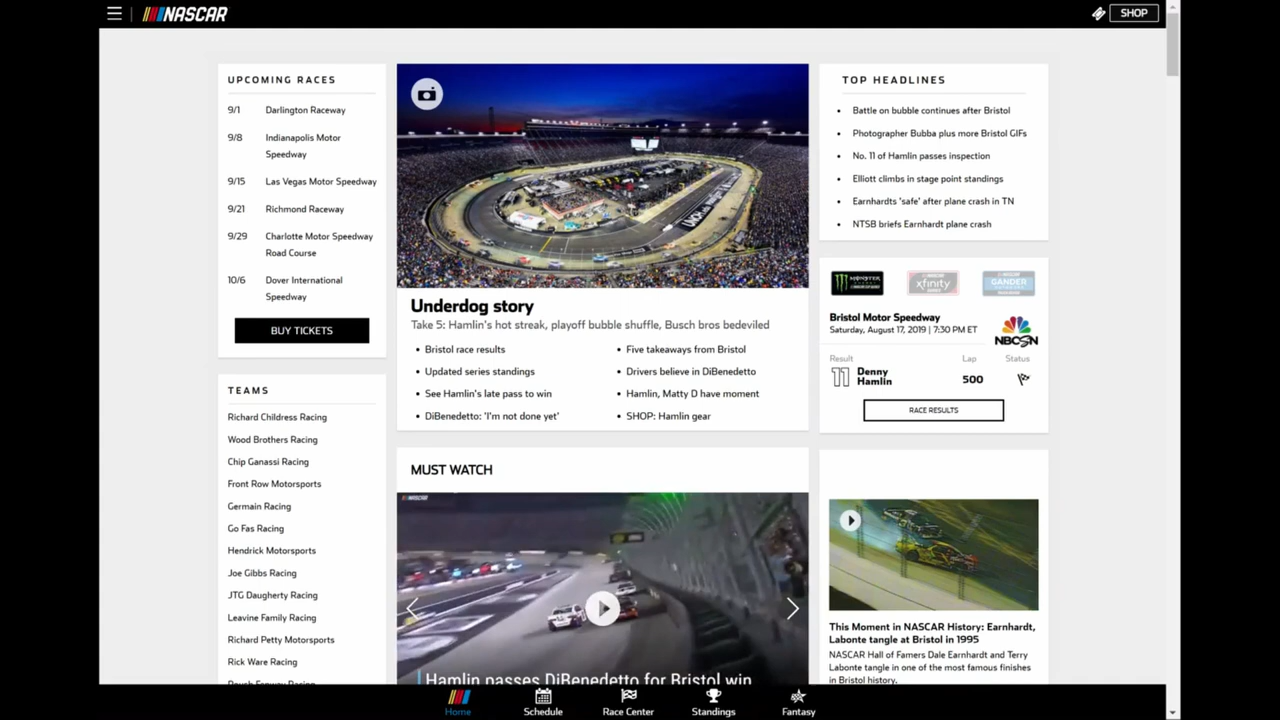 NASCAR
SHOP
UPCOMING RACES
9/1 Darlington Raceway
9/8 Indianapolis Motor
Speedway
9/15 Las Vegas Motor Speedway
9/21 Richmond Raceway
9/29 Charlotte Motor Speedway
Road Course
10/6 Dover International
Speedway
BUY TICKETS
TEAMS
Richard Childress Racing
Wood Brothers Racing
Chip Ganassi Racing
Front Row Motorsports
Germain Racing
Go Fas Racing
Hendrick Motorsports
Joe Gibbs Racing
JTG Daugherty Racing
Leavine Family Racing
Richard Petty Motorsports
Rick Ware Racing
Underdog story
Take 5: Hamlin's hot streak, playoff bubble shuffle, Busch bros bedeviled
• Bristol race results
• Updated series standings
• See Hamlin's late pass to win
• DiBenedetto: 'I'm not done yet'
• Five takeaways from Bristol
• Drivers believe in DiBenedetto
• Hamlin, Matty D have moment
• SHOP: Hamlin gear
MUST WATCH
NASCAR
Hamlin passes DiBenedetto for Bristol win
TOP HEADLINES
• Battle on bubble continues after Bristol
• Photographer Bubba plus more Bristol GIFs
• No. 11 of Hamlin passes inspection
• Elliott climbs in stage point standings
• Earnhardts 'safe' after plane crash in TN
• NTSB briefs Earnhardt plane crash
MONSTER
xfinity
GANDER
Bristol Motor Speedway
Saturday, August 17, 2019 | 7:30 PM ET
NBCSN
Result Lap Status
11 Denny
Hamlin
500
RACE RESULTS
This Moment in NASCAR History: Earnhardt,
Labonte tangle at Bristol in 1995
NASCAR Hall of Famers Dale Earnhardt and Terry
Labonte tangle in one of the most famous finishes
in Bristol history.
Home
Schedule
Race Center
Standings
Fantasy